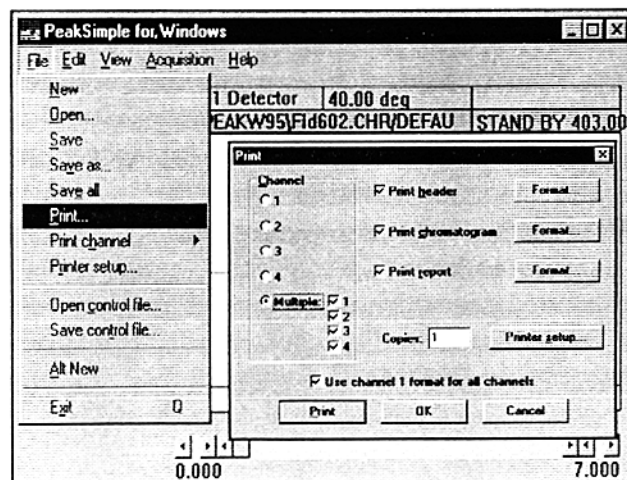 PeakSimple for, Windows
File Edit View Acquisition Help
New
Open...
Save
Save as...
Save all
Print...
Print channel
Printer setup...
Open control file...
Save control file...
Alt New
Exit Q
1 Detector 40.00 deg
PEAKW95\Fid602.CHR/DEFAU STAND BY 403,00
Print
Channel
1
2
3
4
Multiple: 1
2
3
4
Print header Format...
Print chromatogram Format...
Print report Format...
Copies: 1 Printer setup...
Use channel 1 format for all channels
Print OK Cancel
0.000 7.000